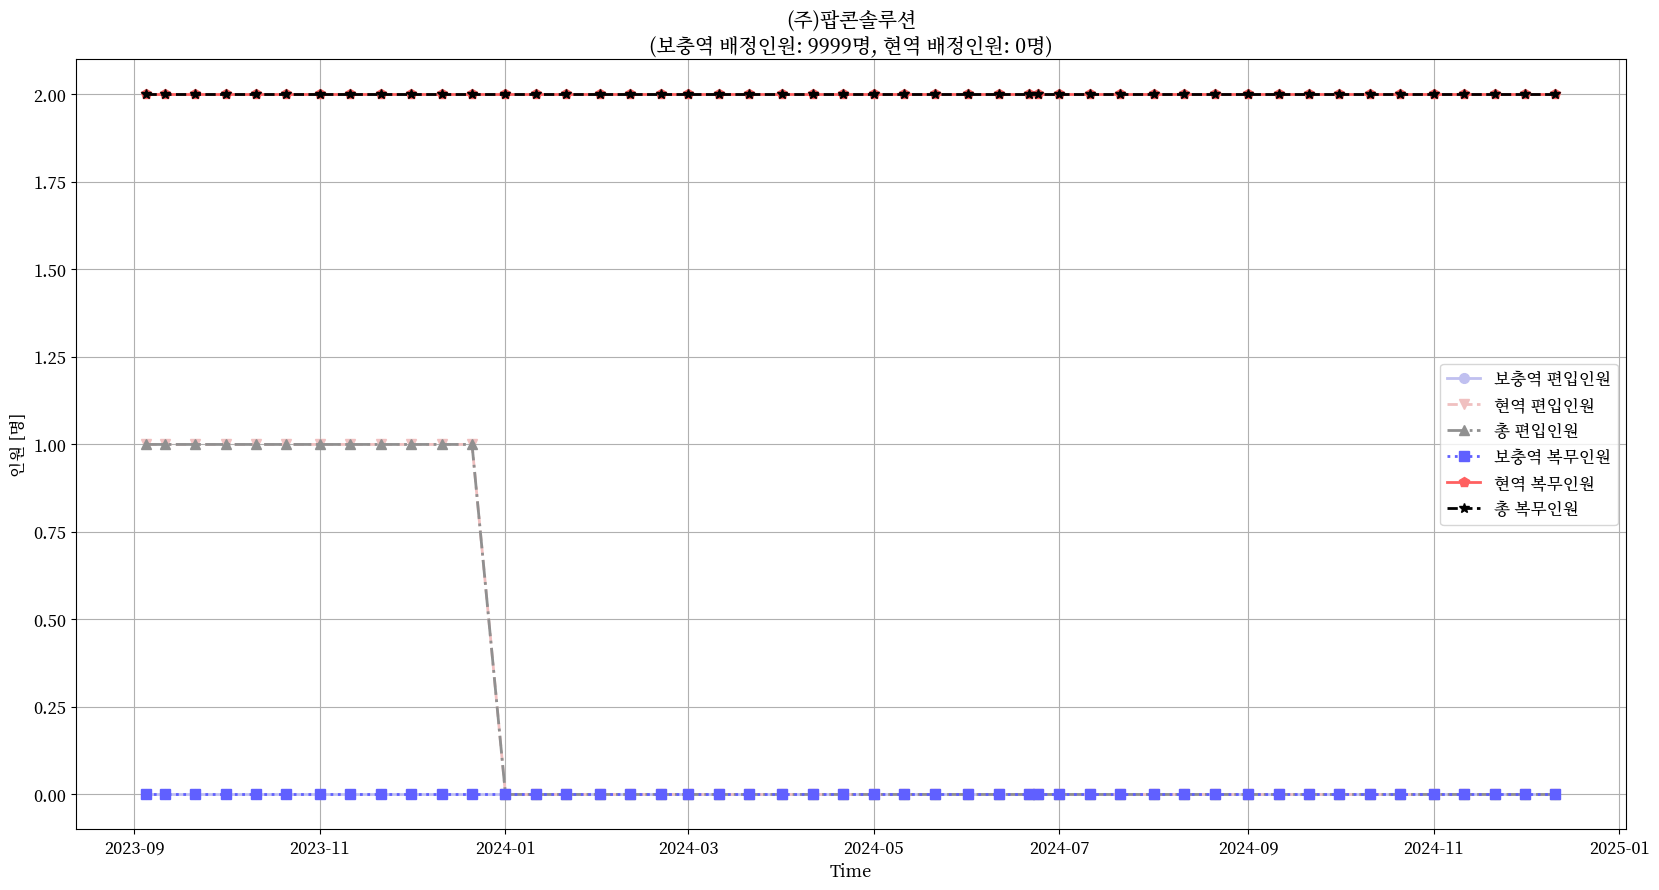 (주)팝콘솔루션
(보충역 배정인원: 9999명, 현역 배정인원: 0명)
2.00
1.75
1.50
1.25
1.00
0.75
0.50
0.25
0.00
인원 [명]
보충역 편입인원
현역 편입인원
총 편입인원
보충역 복무인원
현역 복무인원
총 복무인원
2023-09
2023-11
2024-01
2024-03
2024-05
2024-07
2024-09
2024-11
2025-01
Time